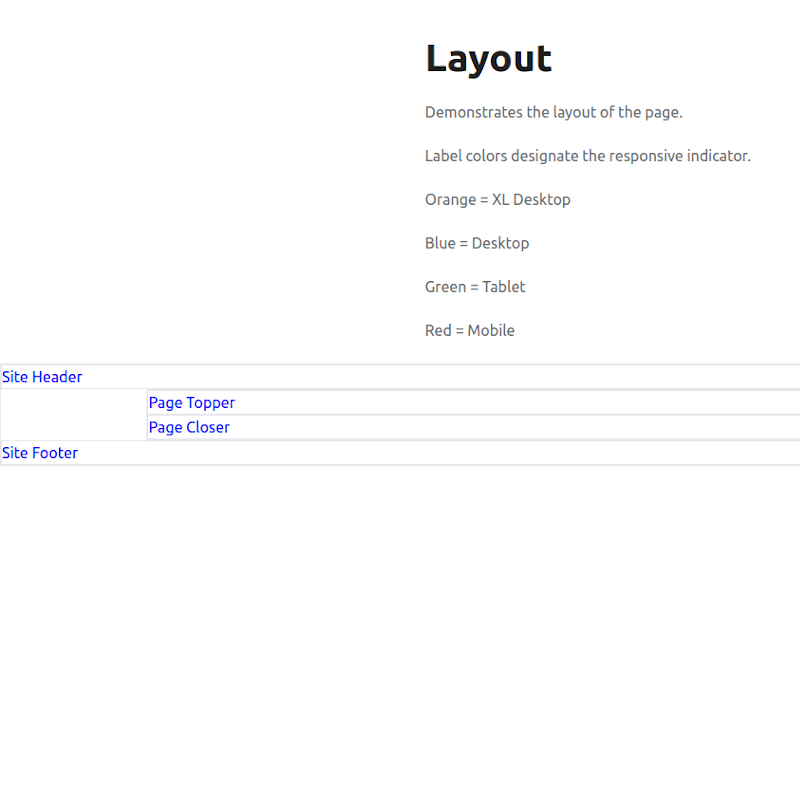 Layout
Demonstrates the layout of the page.
Label colors designate the responsive indicator.
Orange = XL Desktop
Blue = Desktop
Green = Tablet
Red = Mobile
Site Header
Page Topper
Page Closer
Site Footer